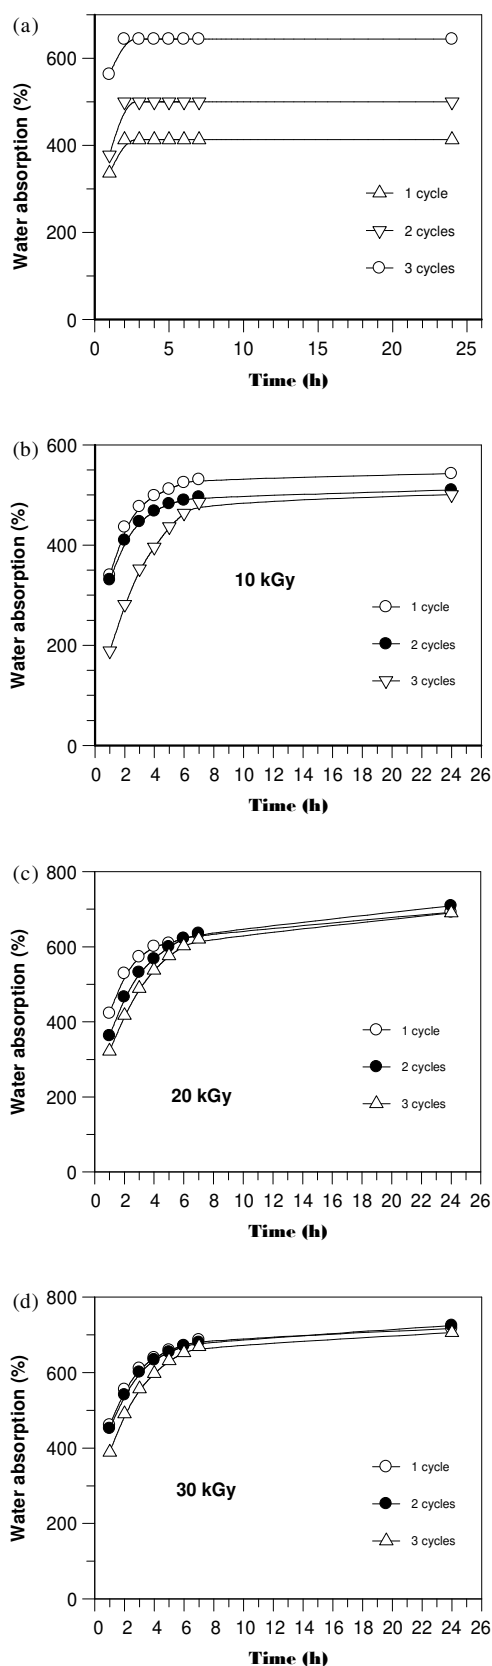 (a)
Water absorption (%)
600
400
200
0
0 5 10 15 20 25
Time (h)
1 cycle
2 cycles
3 cycles
(b)
Water absorption (%)
600
400
200
0
0 2 4 6 8 10 12 14 16 18 20 22 24 26
Time (h)
10 kGy
1 cycle
2 cycles
3 cycles
(c)
Water absorption (%)
800
600
400
200
0
0 2 4 6 8 10 12 14 16 18 20 22 24 26
Time (h)
20 kGy
1 cycle
2 cycles
3 cycles
(d)
Water absorption (%)
800
600
400
200
0
0 2 4 6 8 10 12 14 16 18 20 22 24 26
Time (h)
30 kGy
1 cycle
2 cycles
3 cycles